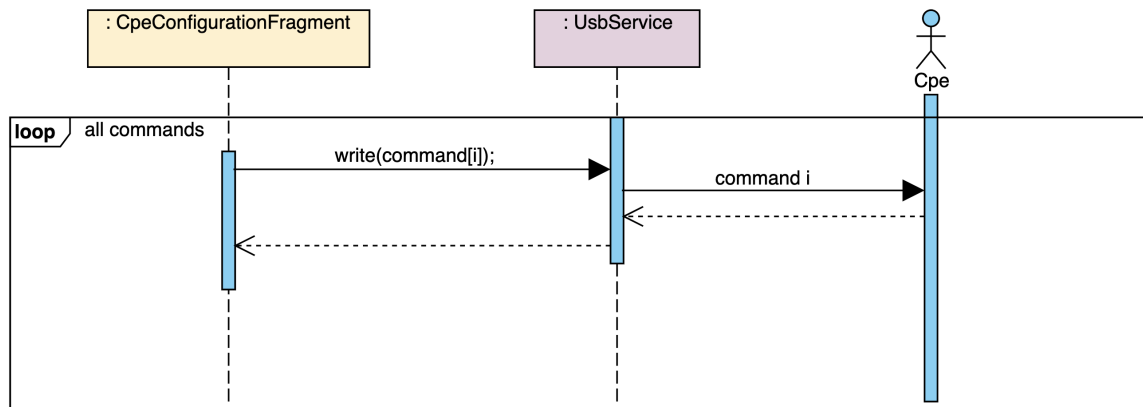 : CpeConfigurationFragment
: UsbService
Cpe
loop
all commands
write(command[i]);
command i